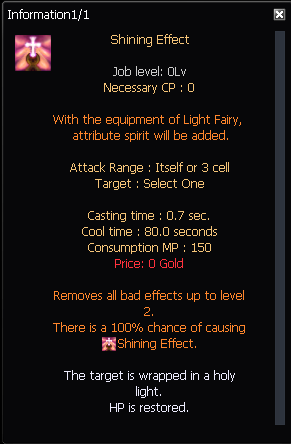 Information1/1
Shining Effect
Job level: 0Lv
Necessary CP : 0
With the equipment of Light Fairy,
attribute spirit will be added.
Attack Range : Itself or 3 cell
Target : Select One
Casting time : 0.7 sec.
Cool time : 80.0 seconds
Consumption MP : 150
Price: 0 Gold
Removes all bad effects up to level
2.
There is a 100% chance of causing
Shining Effect.
The target is wrapped in a holy
light.
HP is restored.